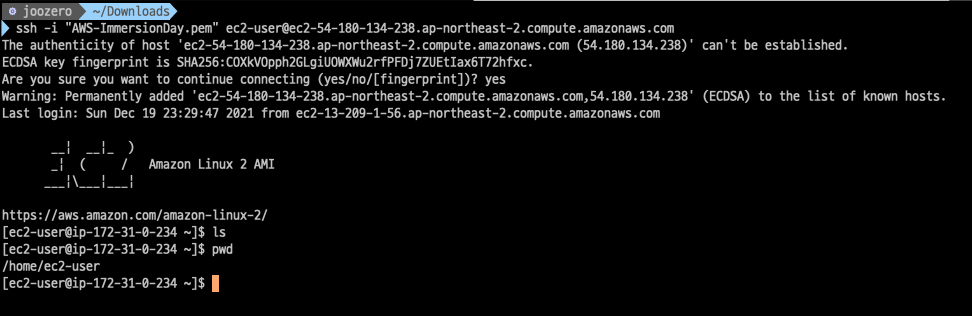 joozero ~/Downloads
ssh -i "AWS-ImmersionDay.pem" ec2-user@ec2-54-180-134-238.ap-northeast-2.compute.amazonaws.com
The authenticity of host 'ec2-54-180-134-238.ap-northeast-2.compute.amazonaws.com (54.180.134.238)' can't be established.
ECDSA key fingerprint is SHA256:COXkVOpph2GLgiUOWXWu2rfPFDj7ZUEtIax6T72hfxc.
Are you sure you want to continue connecting (yes/no/[fingerprint])? yes
Warning: Permanently added 'ec2-54-180-134-238.ap-northeast-2.compute.amazonaws.com,54.180.134.238' (ECDSA) to the list of known hosts.
Last login: Sun Dec 19 23:29:47 2021 from ec2-13-209-1-56.ap-northeast-2.compute.amazonaws.com
       __|  __|_  )
       _|  (     /   Amazon Linux 2 AMI
      ___|\___|___|
https://aws.amazon.com/amazon-linux-2/
[ec2-user@ip-172-31-0-234 ~]$ ls
[ec2-user@ip-172-31-0-234 ~]$ pwd
/home/ec2-user
[ec2-user@ip-172-31-0-234 ~]$